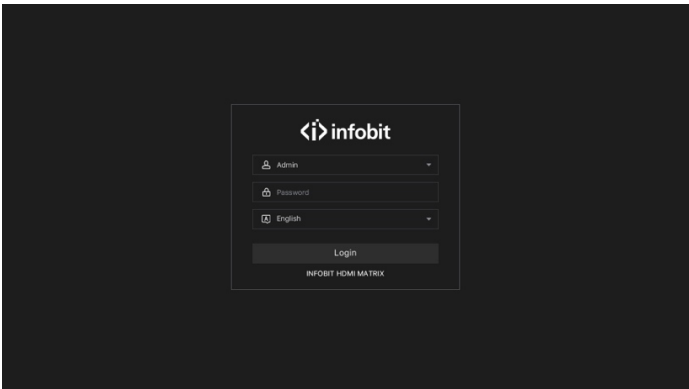 <i> infobit
Admin
Password
English
Login
INFOBIT HDMI MATRIX